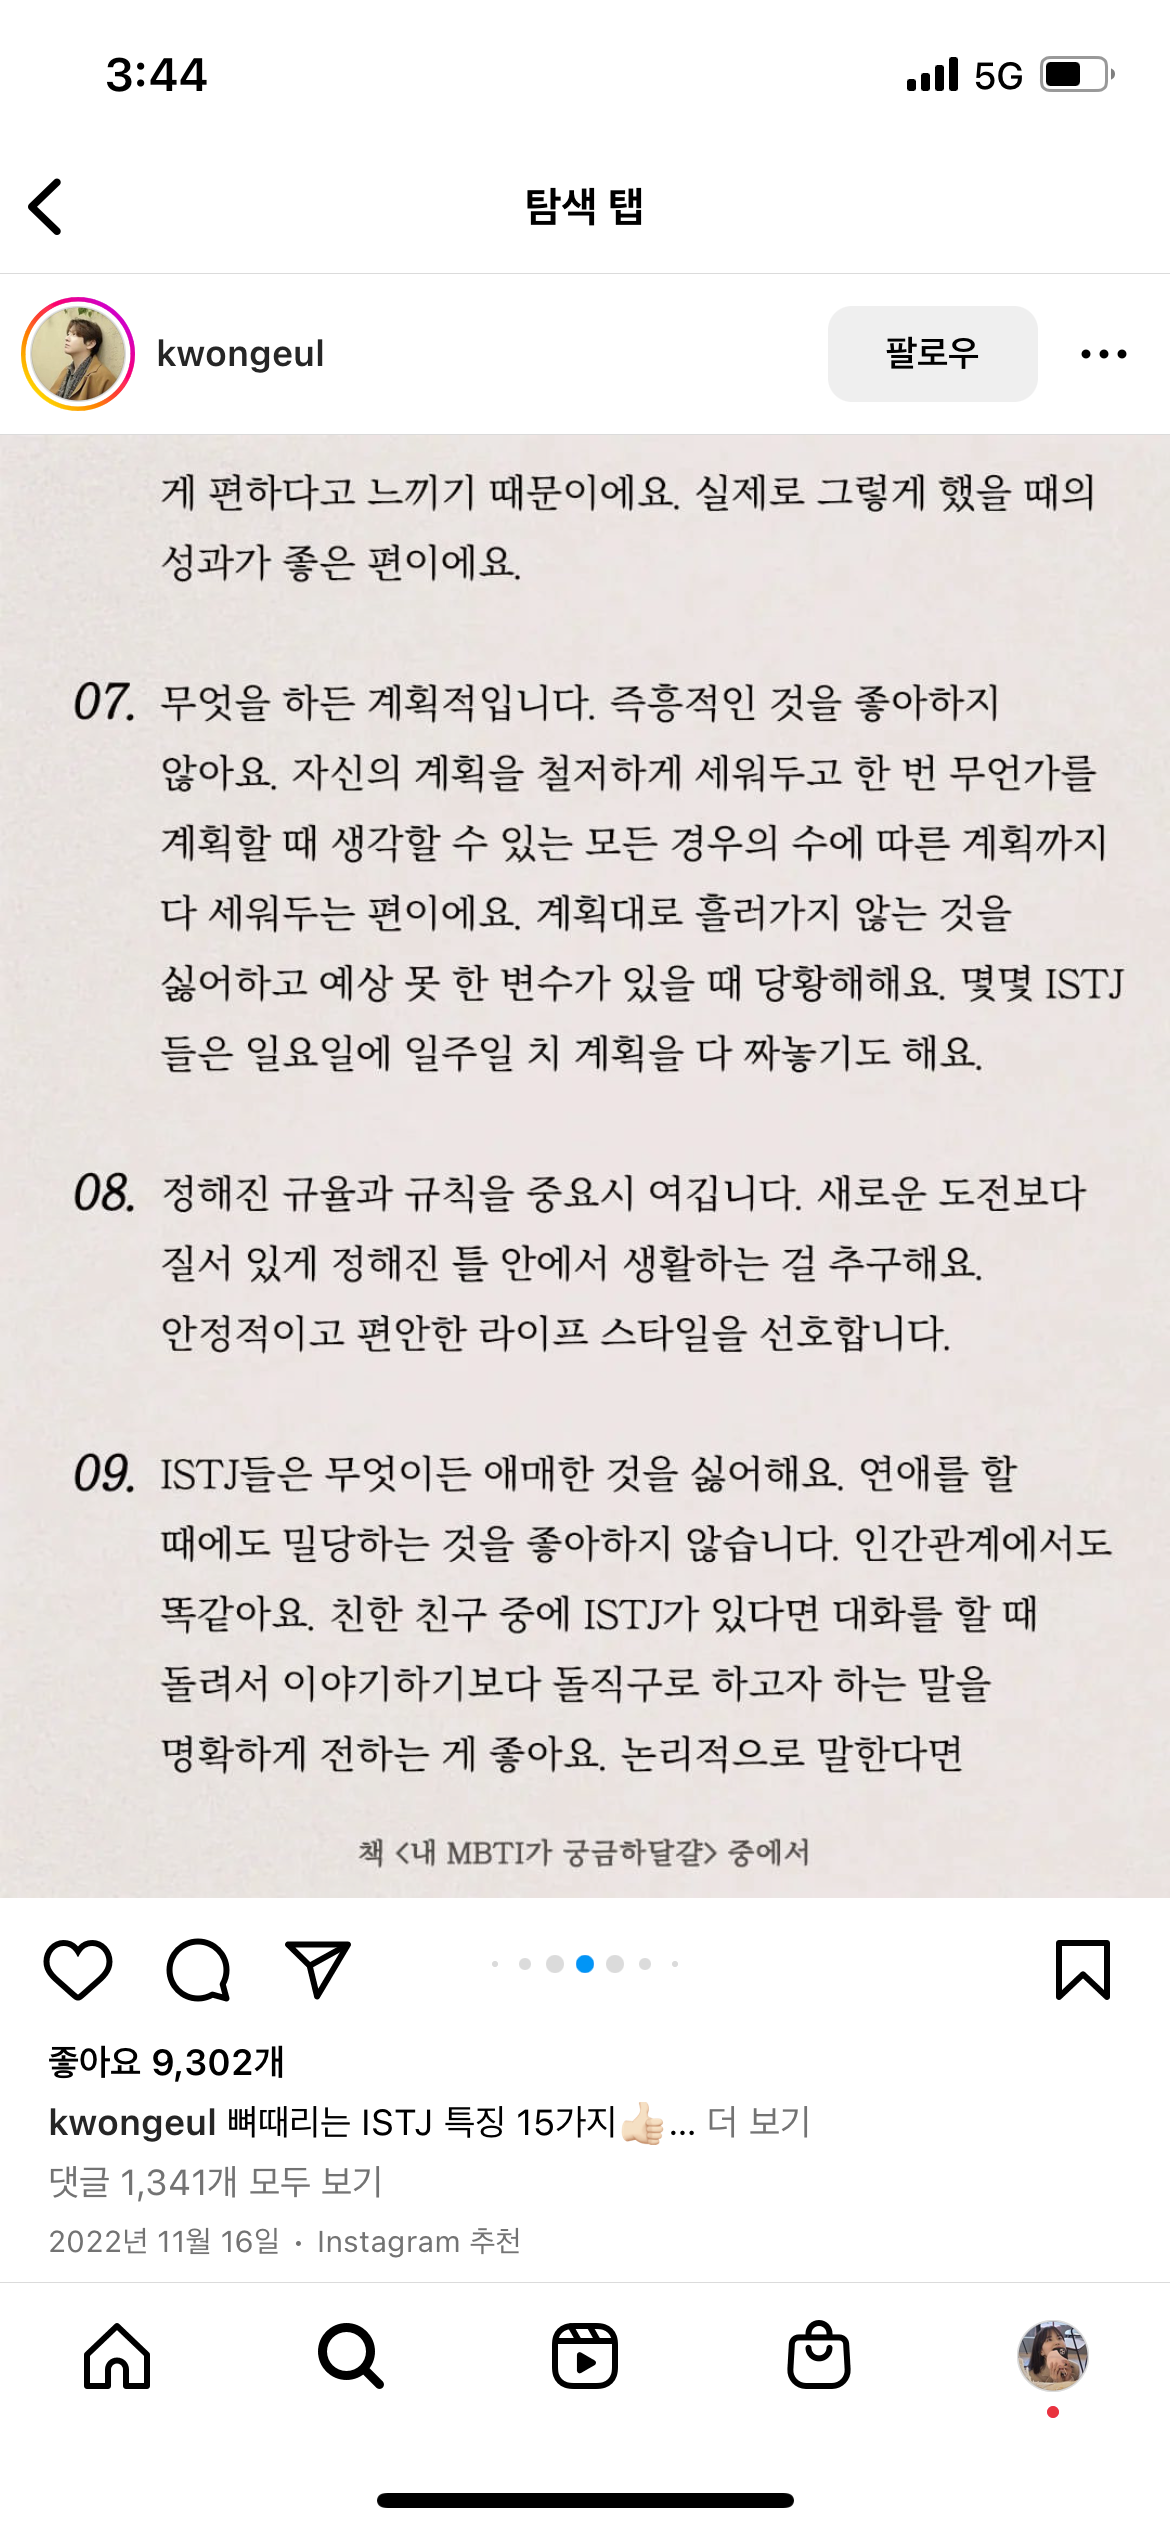 3:44
5G
탐색 탭
kwongeul
팔로우
게 편하다고 느끼기 때문이에요. 실제로 그렇게 했을 때의
성과가 좋은 편이에요.
07. 무엇을 하든 계획적입니다. 즉흥적인 것을 좋아하지
않아요. 자신의 계획을 철저하게 세워두고 한 번 무언가를
계획할 때 생각할 수 있는 모든 경우의 수에 따른 계획까지
다 세워두는 편이에요. 계획대로 흘러가지 않는 것을
싫어하고 예상 못 한 변수가 있을 때 당황해해요. 몇몇 ISTJ
들은 일요일에 일주일 치 계획을 다 짜놓기도 해요.
08. 정해진 규율과 규칙을 중요시 여깁니다. 새로운 도전보다
질서 있게 정해진 틀 안에서 생활하는 걸 추구해요.
안정적이고 편안한 라이프 스타일을 선호합니다.
09. ISTJ들은 무엇이든 애매한 것을 싫어해요. 연애를 할
때에도 밀당하는 것을 좋아하지 않습니다. 인간관계에서도
똑같아요. 친한 친구 중에 ISTJ가 있다면 대화를 할 때
돌려서 이야기하기보다 돌직구로 하고자 하는 말을
명확하게 전하는 게 좋아요. 논리적으로 말한다면
책 <내 MBTI가 궁금하달걀> 중에서
좋아요 9,302개
kwongeul 뼈때리는 ISTJ 특징 15가지👍🏻... 더 보기
댓글 1,341개 모두 보기
2022년 11월 16일 • Instagram 추천